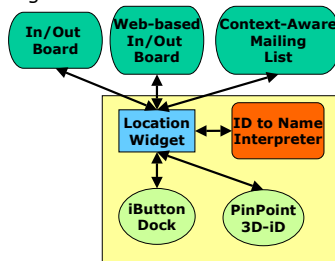 In/Out
Board
Web-based
In/Out
Board
Context-Aware
Mailing
List
Location
Widget
ID to Name
Interpreter
iButton
Dock
PinPoint
3D-iD